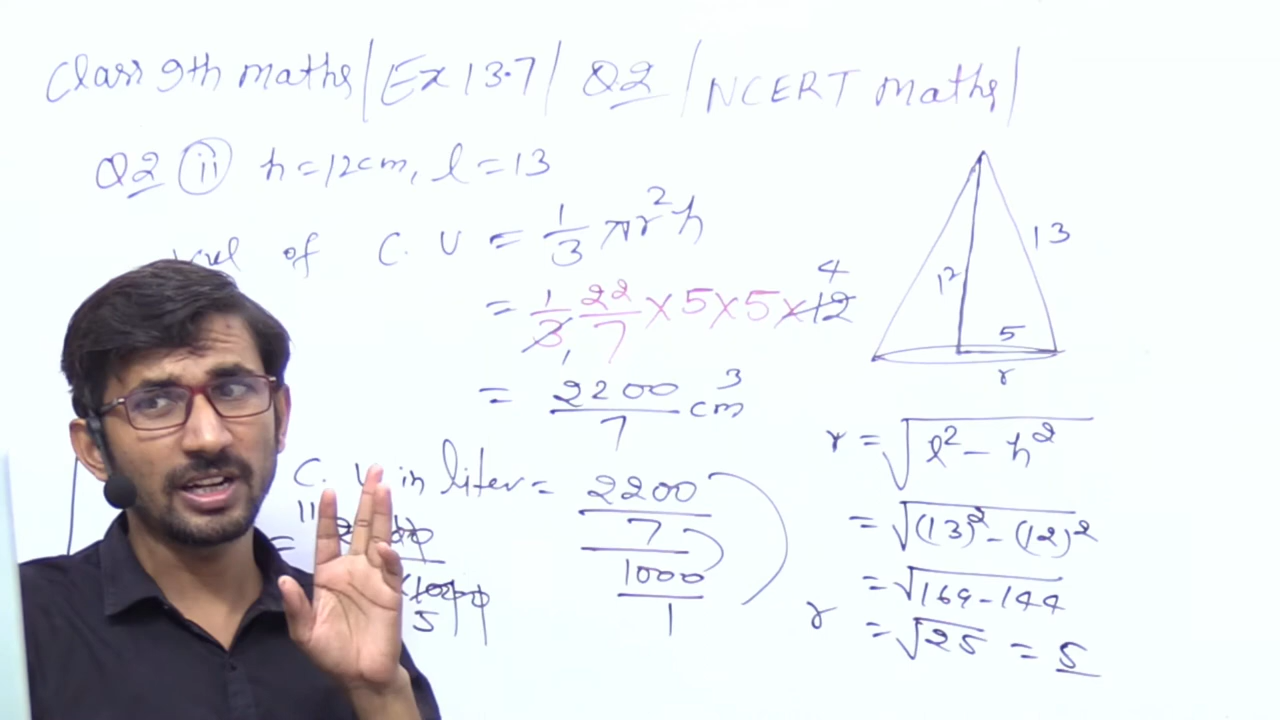 Class 9th maths | Ex 13.7 | Q2 | NCERT maths |
Q2 (ii) h = 12cm, l = 13
of C.V = 1/3 πr²h
= 1/3 22/7 × 5 × 5 × 12 4
= 2200/7 cm³
C. V in liter = 2200/7 / 1000/1
11
=
5
13
12
5
r
r = √l² - h²
= √(13)² - (12)²
= √169 - 144
r = √25 = 5